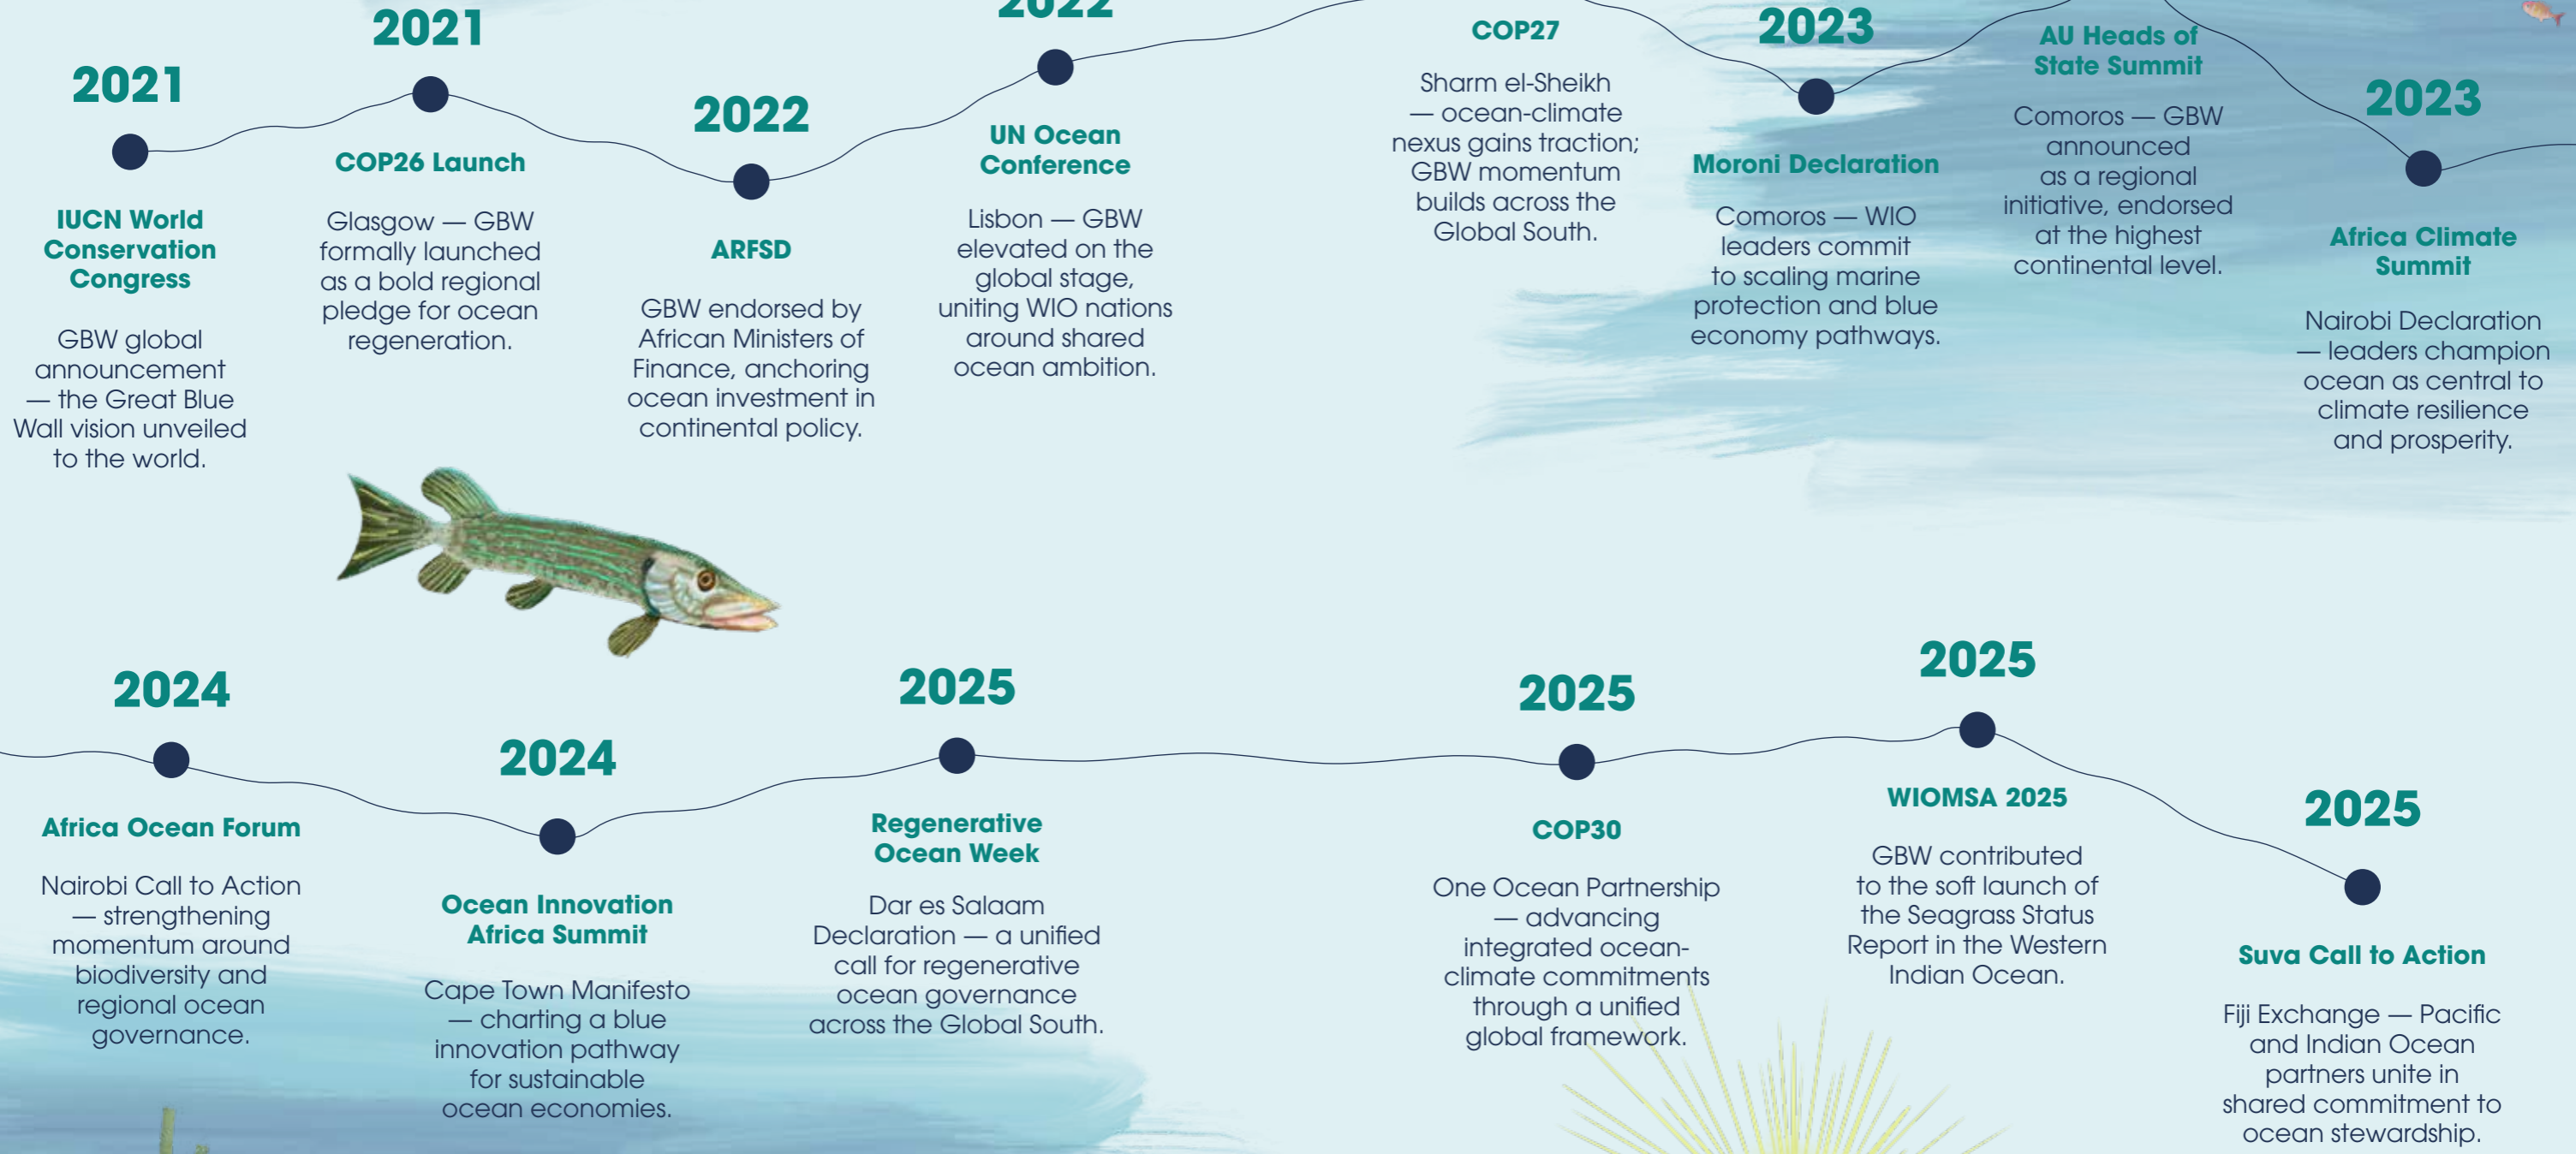 2021
IUCN World
Conservation
Congress
GBW global
announcement
— the Great Blue
Wall vision unveiled
to the world.
2021
COP26 Launch
Glasgow — GBW
formally launched
as a bold regional
pledge for ocean
regeneration.
2022
ARFSD
GBW endorsed by
African Ministers of
Finance, anchoring
ocean investment in
continental policy.
2022
UN Ocean
Conference
Lisbon — GBW
elevated on the
global stage,
uniting WIO nations
around shared
ocean ambition.
COP27
Sharm el-Sheikh
— ocean-climate
nexus gains traction;
GBW momentum
builds across the
Global South.
2023
Moroni Declaration
Comoros — WIO
leaders commit
to scaling marine
protection and blue
economy pathways.
AU Heads of
State Summit
Comoros — GBW
announced
as a regional
initiative, endorsed
at the highest
continental level.
2023
Africa Climate
Summit
Nairobi Declaration
— leaders champion
ocean as central to
climate resilience
and prosperity.
2024
Africa Ocean Forum
Nairobi Call to Action
— strengthening
momentum around
biodiversity and
regional ocean
governance.
2024
Ocean Innovation
Africa Summit
Cape Town Manifesto
— charting a blue
innovation pathway
for sustainable
ocean economies.
2025
Regenerative
Ocean Week
Dar es Salaam
Declaration — a unified
call for regenerative
ocean governance
across the Global South.
2025
COP30
One Ocean Partnership
— advancing
integrated ocean-
climate commitments
through a unified
global framework.
2025
WIOMSA 2025
GBW contributed
to the soft launch of
the Seagrass Status
Report in the Western
Indian Ocean.
2025
Suva Call to Action
Fiji Exchange — Pacific
and Indian Ocean
partners unite in
shared commitment to
ocean stewardship.